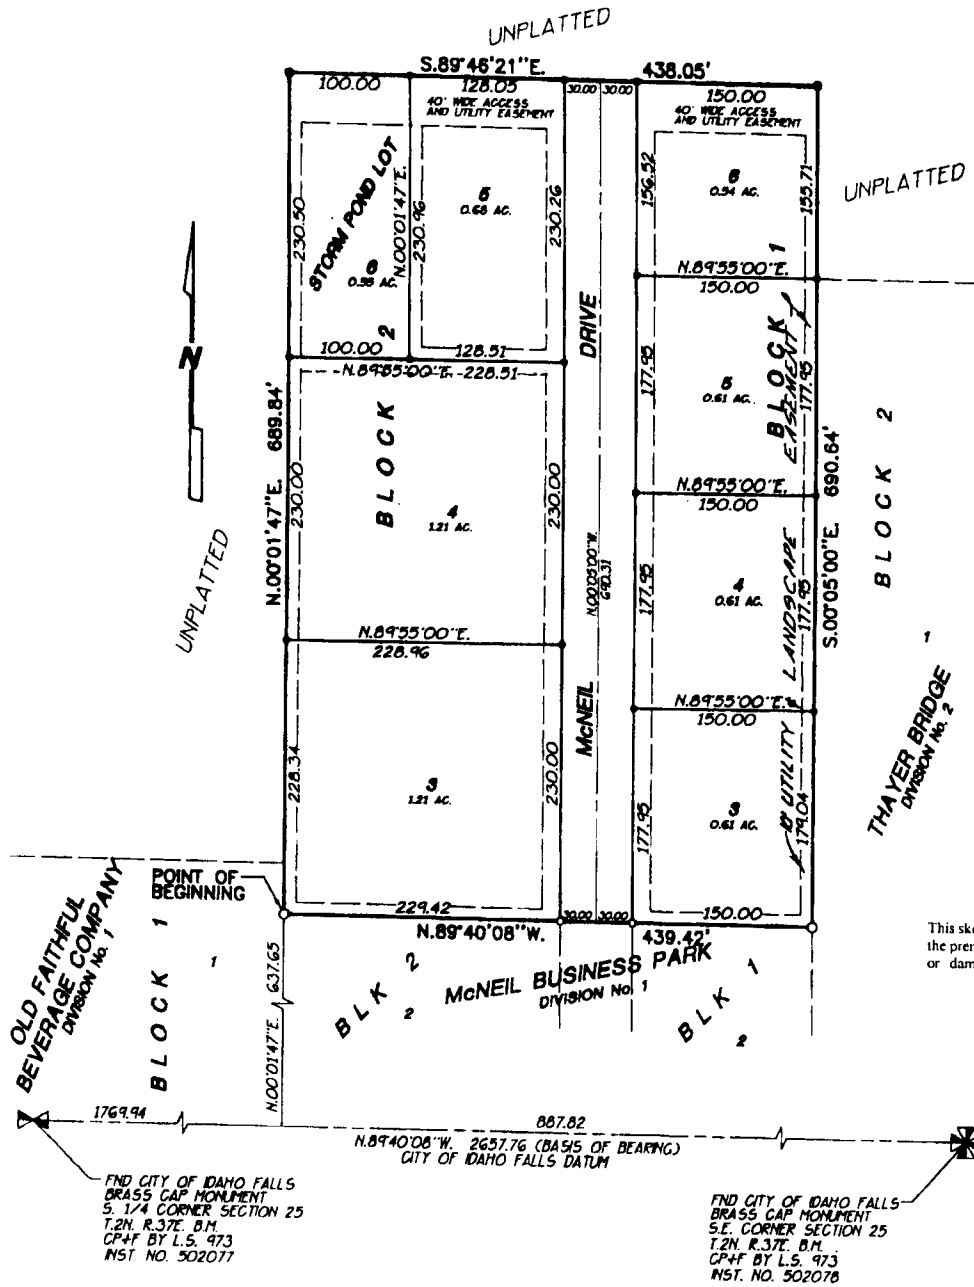 UNPLATTED
S.89°46'21"E.
438.05'
100.00
128.05
30.00
30.00
150.00
40' WIDE ACCESS
AND UTILITY EASEMENT
40' WIDE ACCESS
AND UTILITY EASEMENT
UNPLATTED
STORM POND LOT
230.50
N.00°01'47"E.
230.96
5
0.68 AC.
230.26
156.52
6
0.54 AC.
155.71
6
N.89°55'00"E.
150.00
BLOCK 2
100.00
128.51
N.89°55'00"E.
228.51
N
DRIVE
BLOCK 1
177.95
5
0.61 AC.
177.95
N.00°01'47"E. 689.84'
230.00
4
1.21 AC.
230.00
N.89°55'00"E.
150.00
S.00°05'00"E. 690.64'
BLOCK 2
UNPLATTED
N.00°05'00"W.
690.31
177.95
4
0.61 AC.
177.95
10' UTILITY & LANDSCAPE EASEMENT
N.89°55'00"E.
228.96
1
McNEIL
N.89°55'00"E.
150.00
THAYER BRIDGE
DIVISION No. 2
228.34
3
1.21 AC.
230.00
177.95
3
0.61 AC.
179.04
POINT OF
BEGINNING
229.42
30.00
30.00
150.00
N.89°40'08"W.
439.42'
This
the
or
OLD FAITHFUL
BEVERAGE COMPANY
DIVISION No. 1
BLOCK 1
1
N.00°01'47"E. 637.65
BLK 2
2
McNEIL BUSINESS PARK
DIVISION No. 1
BLK 1
2
1769.94
887.82
N.89°40'08"W. 2657.76 (BASIS OF BEARING)
CITY OF IDAHO FALLS DATUM
FND CITY OF IDAHO FALLS
BRASS CAP MONUMENT
S. 1/4 CORNER SECTION 25
T.2N. R.37E. B.M.
CP+F BY L.S. 973
INST. NO. 502077
FND CITY OF IDAHO FALLS
BRASS CAP MONUMENT
S.E. CORNER SECTION 25
T.2N. R.37E. B.M.
CP+F BY L.S. 973
INST. NO. 502078